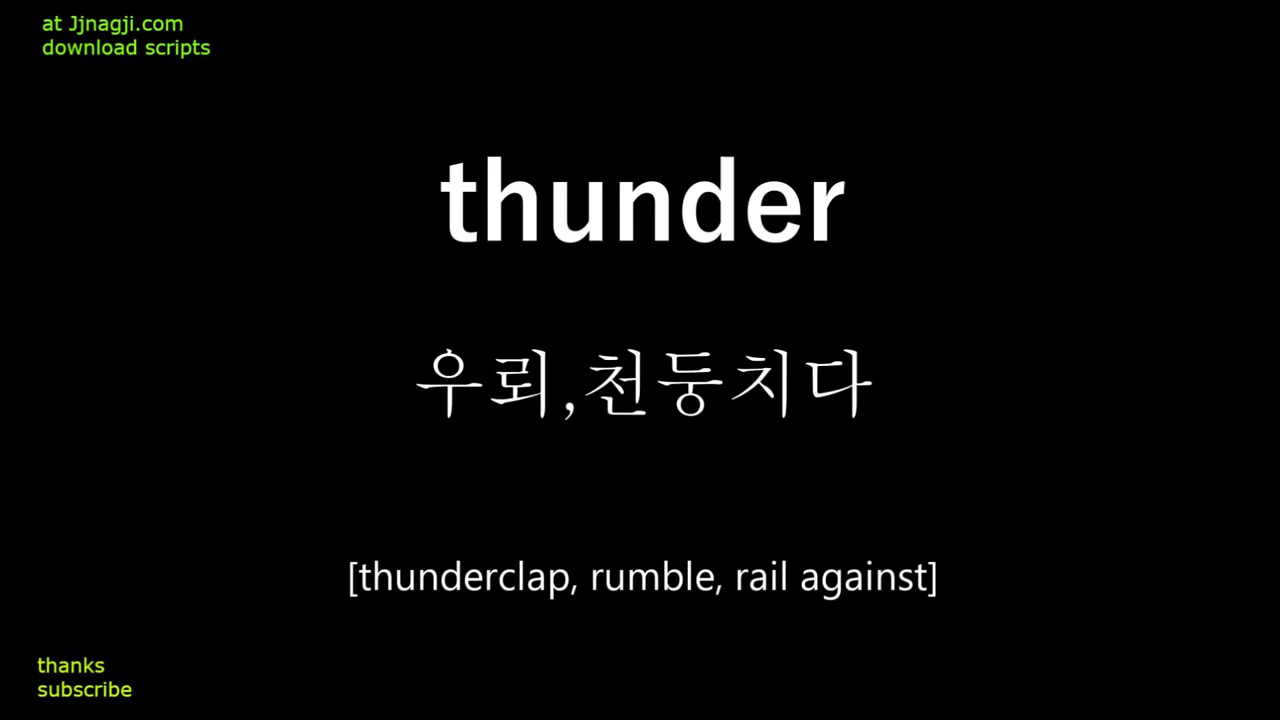 at Jjnagji.com
download scripts
thunder
우뢰,천둥치다
[thunderclap, rumble, rail against]
thanks
subscribe